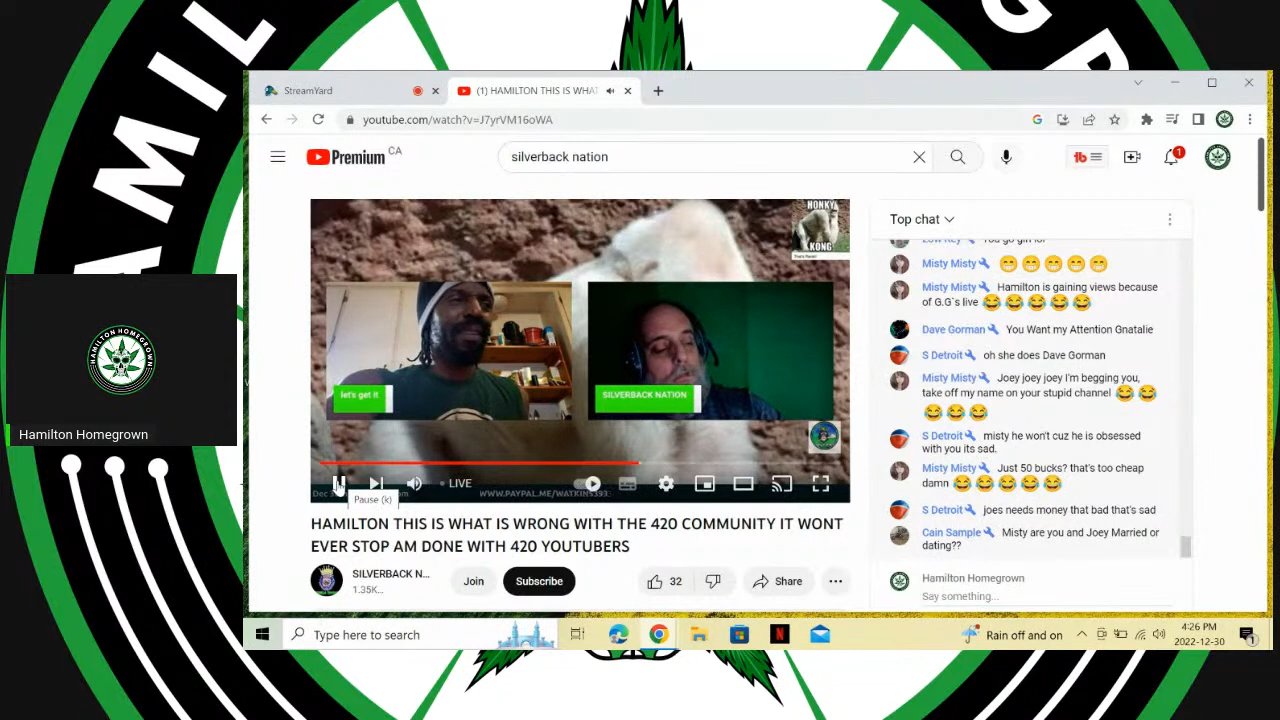 AMIL
GR
StreamYard
(1) HAMILTON THIS IS WHAT
youtube.com/watch?v=J7yrVM16oWA
Premium CA
silverback nation
1
HONKY
KONG
let's get it
SILVERBACK NATION
LIVE
Pause (k)
WWW.PAYPAL.ME/WATKINS393
HAMILTON THIS IS WHAT IS WRONG WITH THE 420 COMMUNITY IT WONT
EVER STOP AM DONE WITH 420 YOUTUBERS
SILVERBACK N...
1.35K...
Join
Subscribe
32
Share
Top chat
Misty Misty 😁😁😁😁😁
Misty Misty Hamilton is gaining views because
of G.G`s live 😂😂😂😂😂
Dave Gorman You Want my Attention Gnatalie
S Detroit oh she does Dave Gorman
Misty Misty Joey joey joey I'm begging you,
take off my name on your stupid channel 😂😂
😂😂😂
S Detroit misty he won't cuz he is obsessed
with you its sad.
Misty Misty Just 50 bucks? that's too cheap
damn 😂😂😂😂😂
S Detroit joes needs money that bad that's sad
Cain Sample Misty are you and Joey Married or
dating??
Hamilton Homegrown
Say something...
HAMILTON HOMEGROWN
Hamilton Homegrown
Type here to search
Rain off and on
4:26 PM
2022-12-30
1